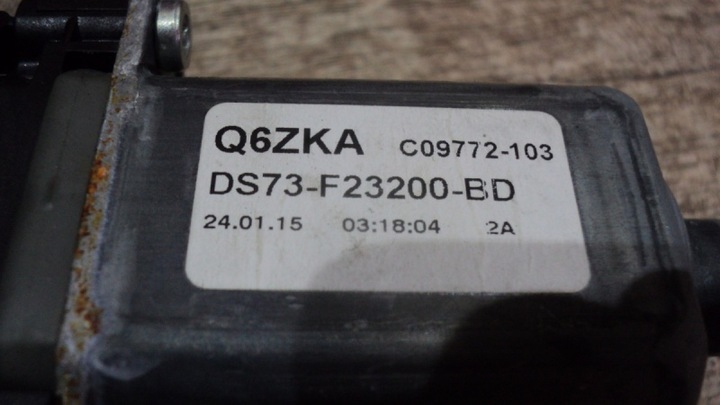 Q6ZKA C09772-103
DS73-F23200-BD
24.01.15 03:18:04 2A